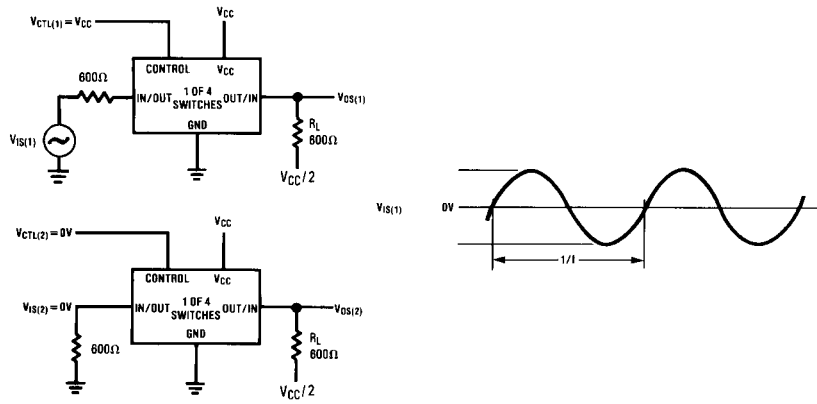 VCTL(1)=VCC
VCC
CONTROL
VCC
600Ω
IN/OUT
1 OF 4
SWITCHES
OUT/IN
VOS(1)
GND
VIS(1)
RL
600Ω
VCC/2
VIS(1)
0V
1/f
VCTL(2)=0V
VCC
CONTROL
VCC
VIS(2)=0V
IN/OUT
1 OF 4
SWITCHES
OUT/IN
VOS(2)
GND
600Ω
RL
600Ω
VCC/2